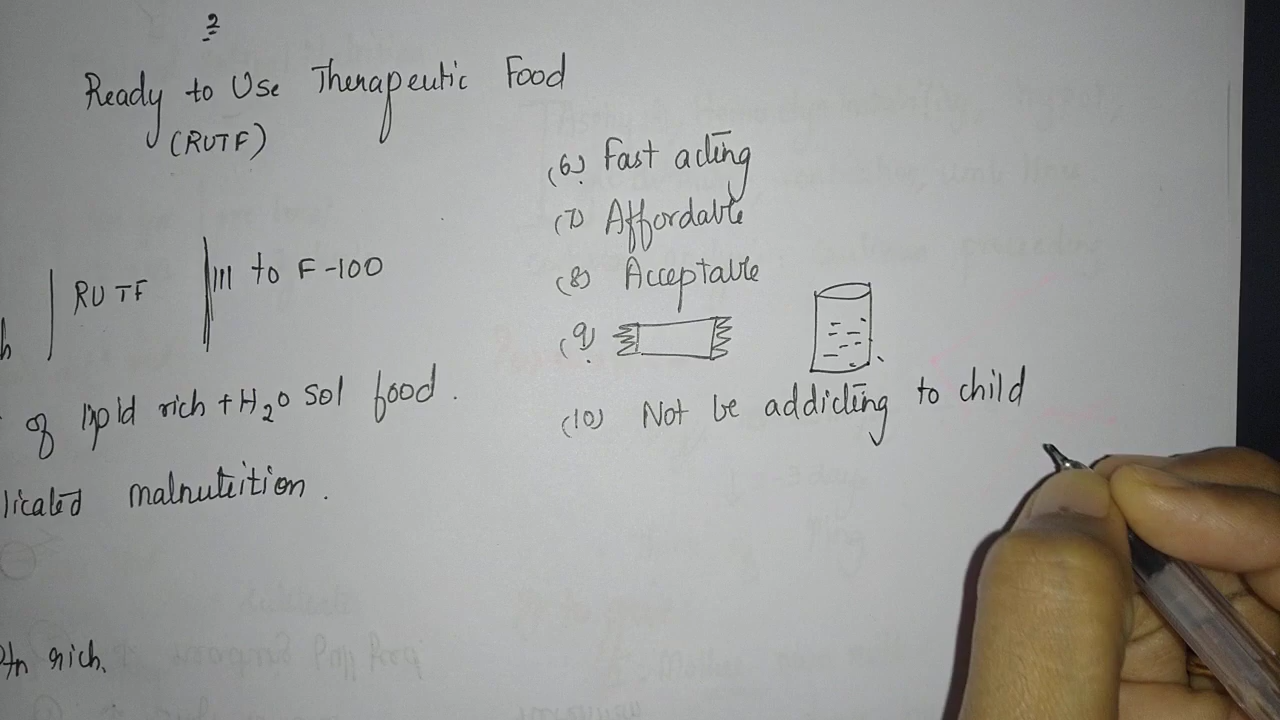 2
Ready to Use Therapeutic Food
(RUTF)
RUTF
||| to F-100
of lipid rich + H2O sol food.
malnutrition.
rich.
(6) Fast acting
(7) Affordable
(8) Acceptable
(9)
(10) Not be addicting to child